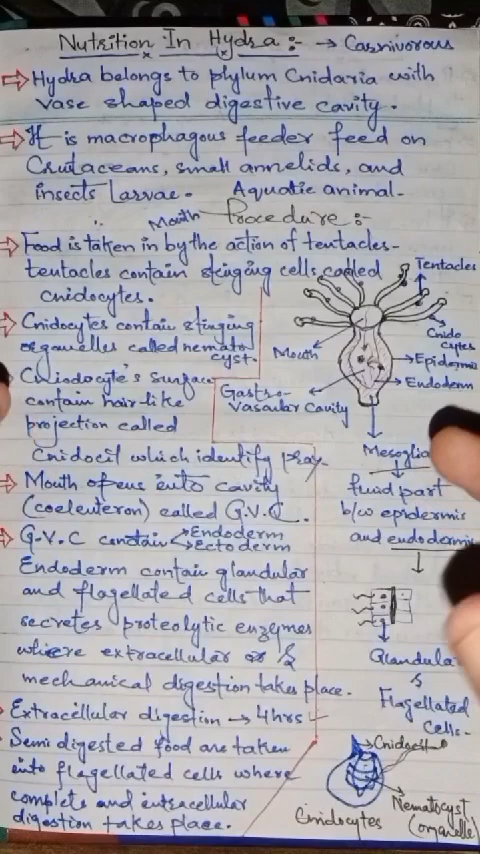 Nutrition In Hydra :- → Carnivorous
⇒ Hydra belongs to phylum Cnidaria with
vase shaped digestive cavity.
⇒ It is macrophagous feeder feed on
Crustaceans, small annelids, and
insects Larvae. Aquatic animal.
Mouth Procedure :-
⇒ Food is taken in by the action of tentacles-
tentacles contain stinging cells called
cnidocytes.
⇒ Cnidocytes contain stinging
organelles called nemato
cyst.
⇒ Cnidocyte's surface
contain hair like
projection called
Cnidocil which identify prey.
⇒ Mouth opens into cavity
(coelenteron) called G.V.C.
⇒ G.V.C contain Endoderm
Ectoderm
Endoderm contain glandular
and flagellated cells that
secretes proteolytic enzymes
where extracellular or &
mechanical digestion takes place.
Extracellular digestion → 4hrs
Semi digested food are taken
into flagellated cells where
complete and intracellular
digestion takes place.
Tentacles
Cnido
cytes
Mouth
Epidermis
Endoderm
Gastro-
Vascular Cavity
Mesoglia
fluid part
b/w epidermis
and endodermis
Glandula
&
Flagellated
Cells-
Cnidocil
Nematocyst
(organelle)
Cnidocytes